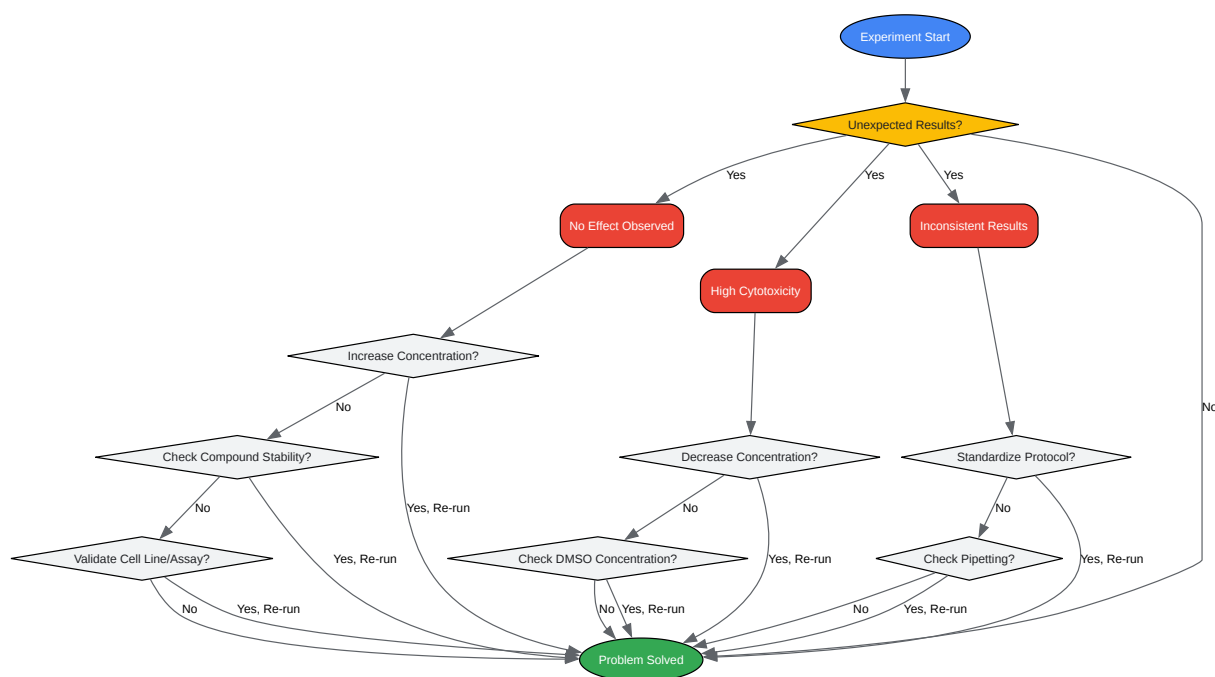 Experiment Start
Unexpected Results?
Yes
Yes
Yes
No Effect Observed
Inconsistent Results
High Cytotoxicity
Increase Concentration?
No
No
Check Compound Stability?
Decrease Concentration?
Standardize Protocol?
No
Yes, Re-run
No
No
Validate Cell Line/Assay?
Yes, Re-run
Check DMSO Concentration?
Yes, Re-run
Check Pipetting?
Yes, Re-run
No
Yes, Re-run
No
Yes, Re-run
No
Yes, Re-run
Problem Solved